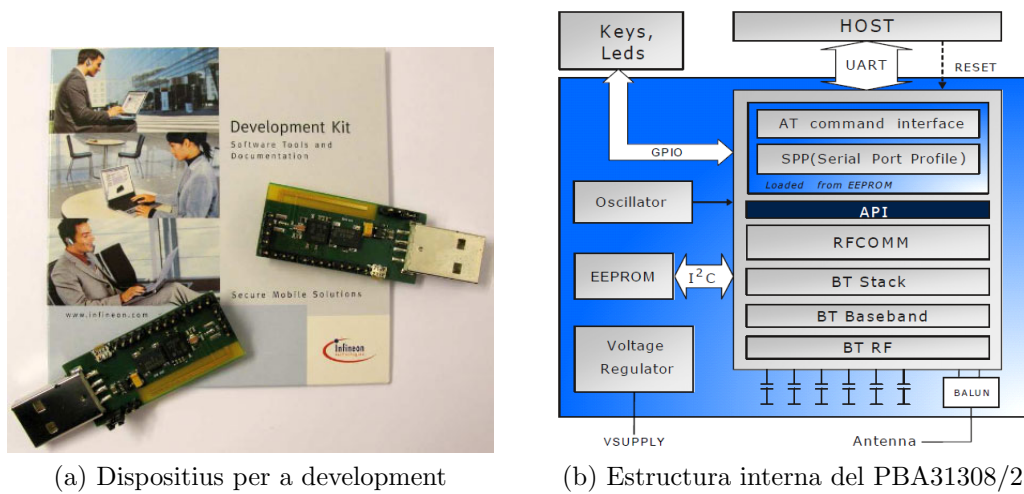 Development Kit
Software Tools and
Documentation
Secure Mobile Solutions
www.infineon.com
Infineon
Keys,
Leds
HOST
UART
RESET
GPIO
AT command interface
SPP(Serial Port Profile)
Loaded from EEPROM
Oscillator
API
RFCOMM
EEPROM
I²C
BT Stack
BT Baseband
Voltage
Regulator
BT RF
BALUN
VSUPPLY
Antenna
(a) Dispositius per a development
(b) Estructura interna del PBA31308/2